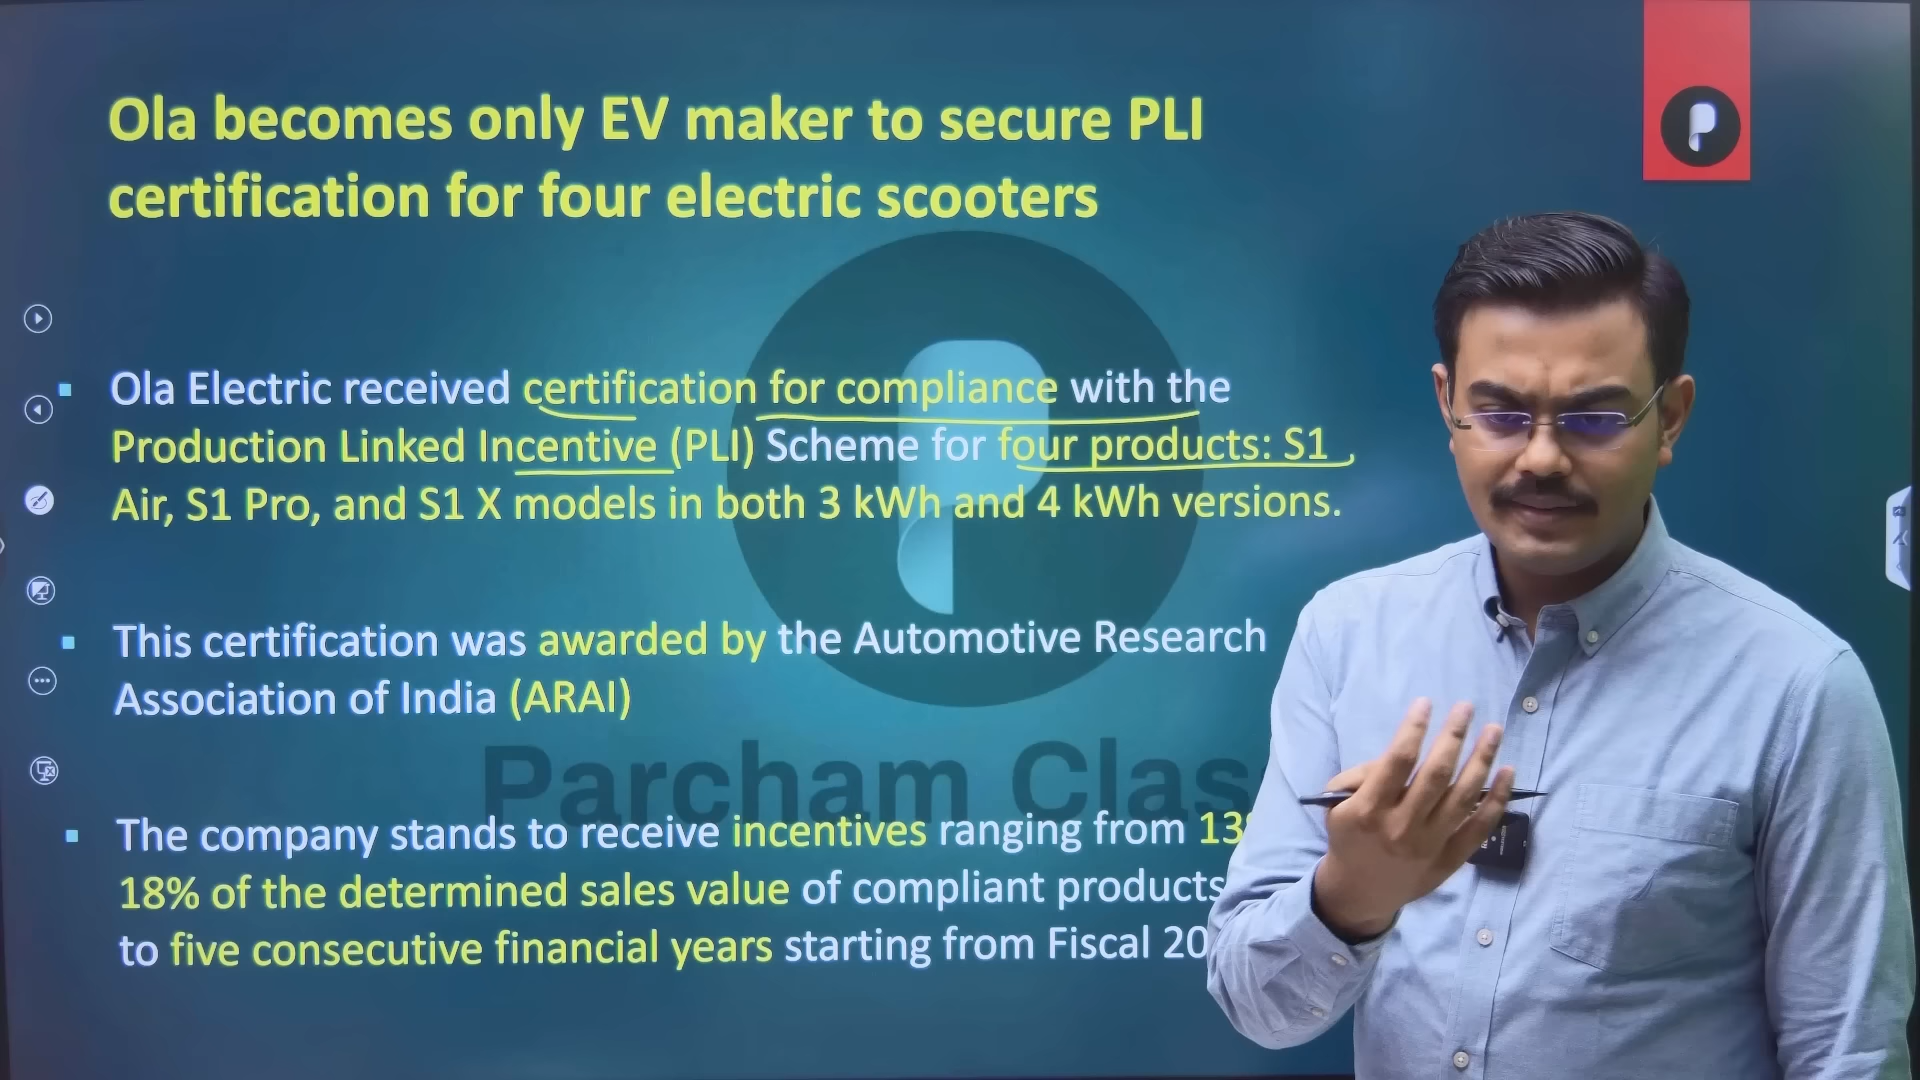 Ola becomes only EV maker to secure PLI
certification for four electric scooters
Ola Electric received certification for compliance with the
Production Linked Incentive (PLI) Scheme for four products: S1
Air, S1 Pro, and S1 X models in both 3 kWh and 4 kWh versions.
This certification was awarded by the Automotive Research
Association of India (ARAI)
Parcham
The company stands to receive incentives ranging from
18% of the determined sales value of compliant products
to five consecutive financial years starting from Fiscal